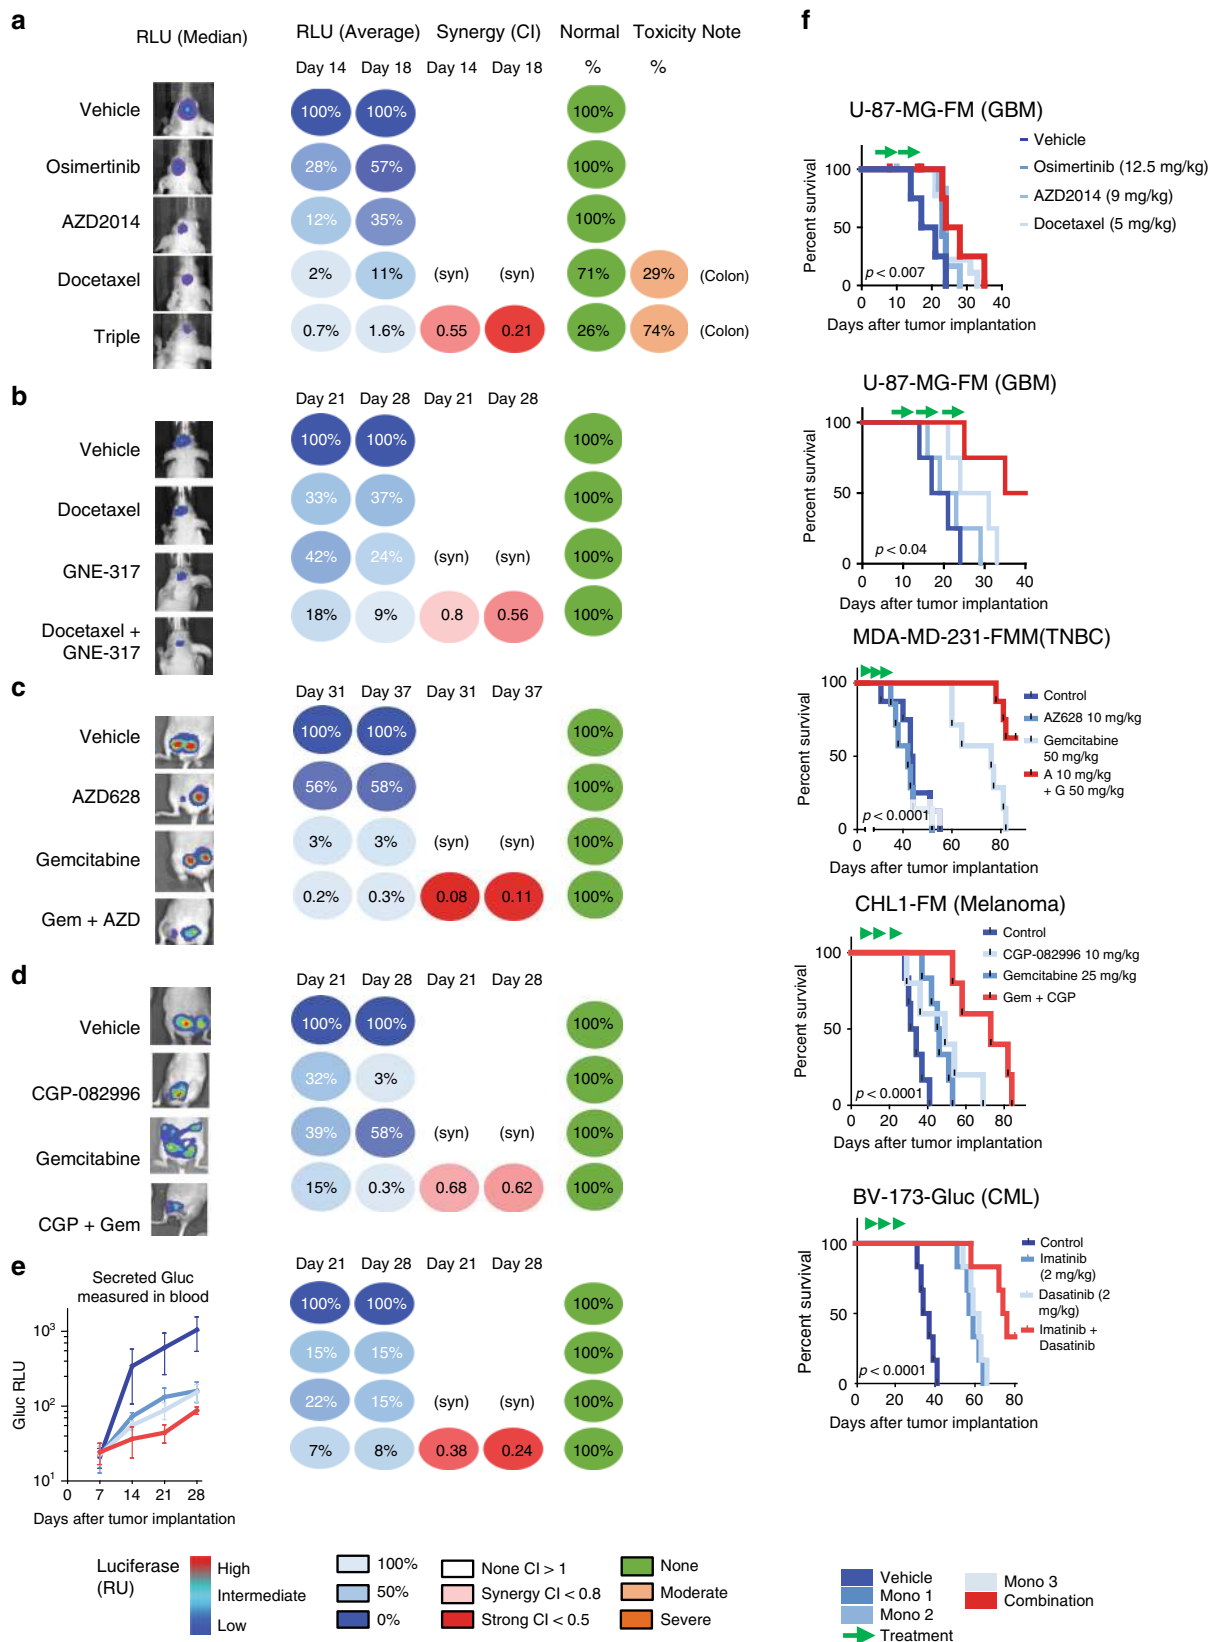 a
RLU (Median)
RLU (Average) Synergy (CI) Normal Toxicity Note
Day 14 Day 18 Day 14 Day 18 % %
Vehicle 100% 100% 100%
Osimertinib 28% 57% 100%
AZD2014 12% 35% 100%
Docetaxel 2% 11% (syn) (syn) 71% 29% (Colon)
Triple 0.7% 1.6% 0.55 0.21 26% 74% (Colon)
b
Day 21 Day 28 Day 21 Day 28
Vehicle 100% 100% 100%
Docetaxel 33% 37% 100%
GNE-317 42% 24% (syn) (syn) 100%
Docetaxel +
GNE-317 18% 9% 0.8 0.56 100%
c
Day 31 Day 37 Day 31 Day 37
Vehicle 100% 100% 100%
AZD628 56% 58% 100%
Gemcitabine 3% 3% (syn) (syn) 100%
Gem + AZD 0.2% 0.3% 0.08 0.11 100%
d
Day 21 Day 28 Day 21 Day 28
Vehicle 100% 100% 100%
CGP-082996 32% 3% 100%
Gemcitabine 39% 58% (syn) (syn) 100%
CGP + Gem 15% 0.3% 0.68 0.62 100%
e
Secreted Gluc
measured in blood
10³
10²
10¹
Gluc RLU
0 7 14 21 28
Days after tumor implantation
Day 21 Day 28 Day 21 Day 28
100% 100% 100%
15% 15% 100%
22% 15% (syn) (syn) 100%
7% 8% 0.38 0.24 100%
Luciferase
(RU)
High
Intermediate
Low
100%
50%
0%
None CI > 1
Synergy CI < 0.8
Strong CI < 0.5
None
Moderate
Severe
f
U-87-MG-FM (GBM)
Vehicle
Osimertinib (12.5 mg/kg)
AZD2014 (9 mg/kg)
Docetaxel (5 mg/kg)
Percent survival
100
50
0
p < 0.007
0 10 20 30 40
Days after tumor implantation
U-87-MG-FM (GBM)
Percent survival
100
50
0
p < 0.04
0 10 20 30 40
Days after tumor implantation
MDA-MD-231-FMM(TNBC)
Control
AZ628 10 mg/kg
Gemcitabine
50 mg/kg
A 10 mg/kg
+ G 50 mg/kg
Percent survival
100
50
0
p < 0.0001
0 40 60 80
Days after tumor implantation
CHL1-FM (Melanoma)
Control
CGP-082996 10 mg/kg
Gemcitabine 25 mg/kg
Gem + CGP
Percent survival
100
50
0
p < 0.0001
0 20 40 60 80
Days after tumor implantation
BV-173-Gluc (CML)
Control
Imatinib
(2 mg/kg)
Dasatinib (2
mg/kg)
Imatinib +
Dasatinib
Percent survival
100
50
0
p < 0.0001
0 20 40 60 80
Days after tumor implantation
Vehicle
Mono 1
Mono 2
Mono 3
Combination
Treatment